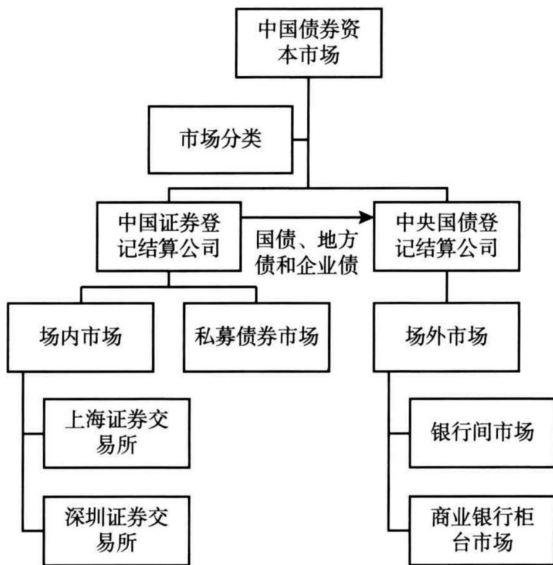 中国债券资
本市场
市场分类
中国证券登
记结算公司
国债、地方
债和企业债
中央国债登
记结算公司
场内市场
私募债券市场
场外市场
上海证券交
易所
银行间市场
深圳证券交
易所
商业银行柜
台市场